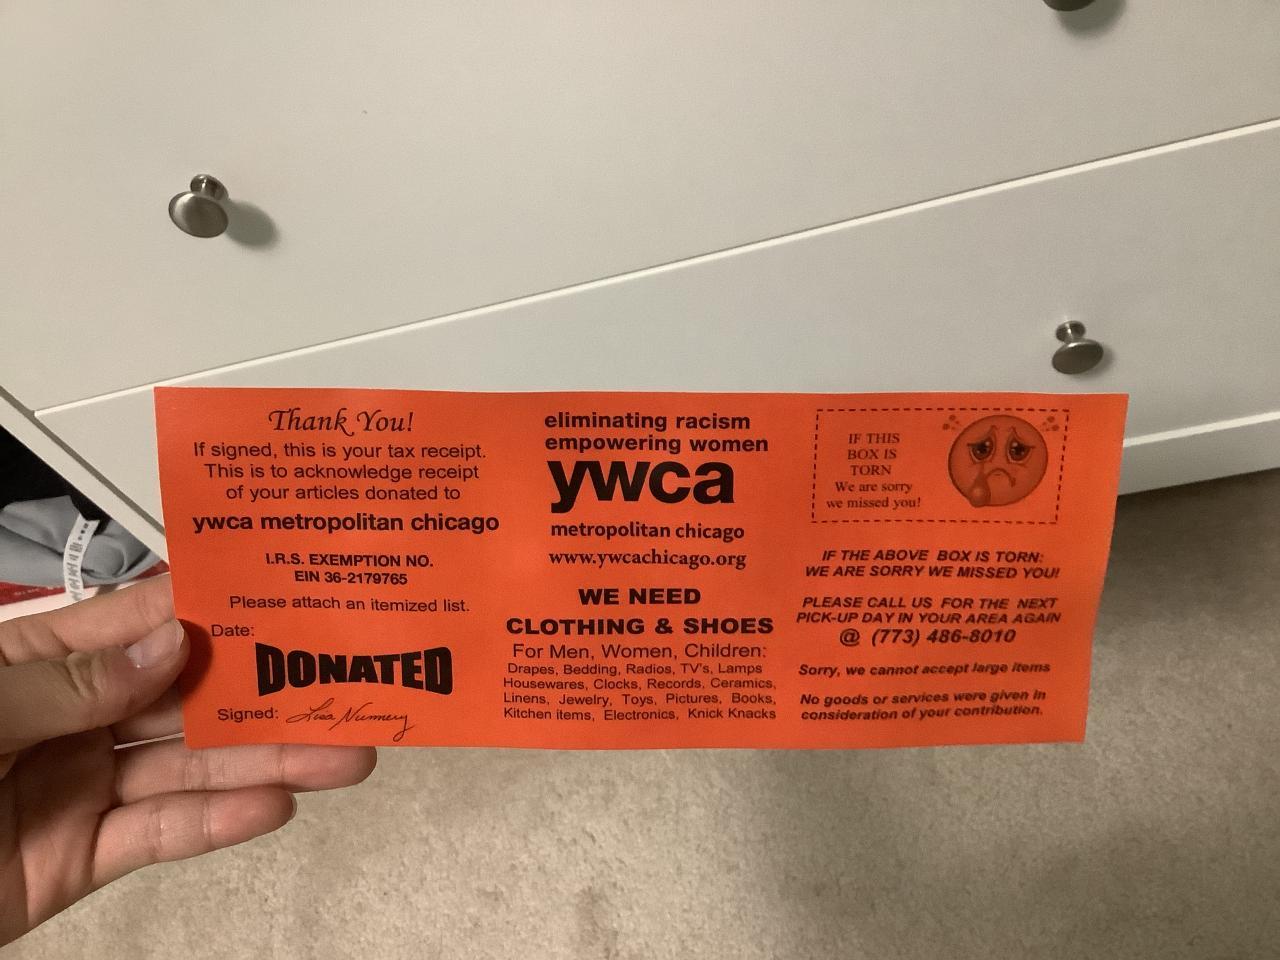 Thank You!
If signed, this is your tax receipt.
This is to acknowledge receipt
of your articles donated to
ywca metropolitan chicago
I.R.S. EXEMPTION NO.
EIN 36-2179765
Please attach an itemized list.
Date:
DONATED
Signed: Lisa Nunnery
eliminating racism
empowering women
ywca
metropolitan chicago
www.ywcachicago.org
WE NEED
CLOTHING & SHOES
For Men, Women, Children:
Drapes, Bedding, Radios, TV's, Lamps
Housewares, Clocks, Records, Ceramics,
Linens, Jewelry, Toys, Pictures, Books,
Kitchen items, Electronics, Knick Knacks
IF THIS
BOX IS
TORN
We are sorry
we missed you!
IF THE ABOVE BOX IS TORN:
WE ARE SORRY WE MISSED YOU!
PLEASE CALL US FOR THE NEXT
PICK-UP DAY IN YOUR AREA AGAIN
@ (773) 486-8010
Sorry, we cannot accept large items
No goods or services were given in
consideration of your contribution.